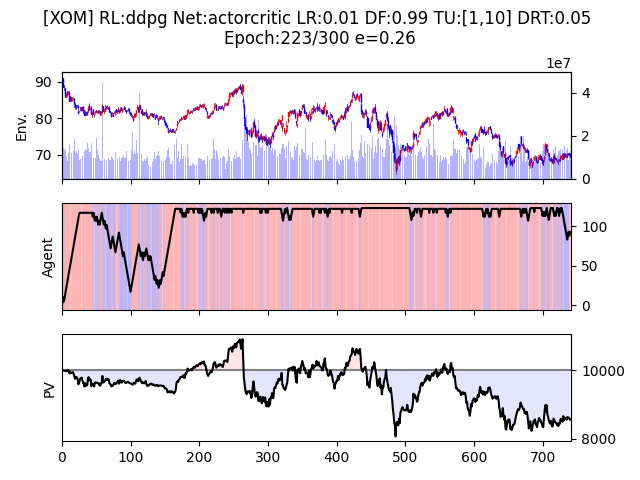 [XOM] RL:ddpg Net:actorcritic LR:0.01 DF:0.99 TU:[1,10] DRT:0.05
Epoch:223/300 e=0.26
1e7
90
80
70
Env.
4
2
0
Agent
100
50
0
PV
10000
8000
0 100 200 300 400 500 600 700